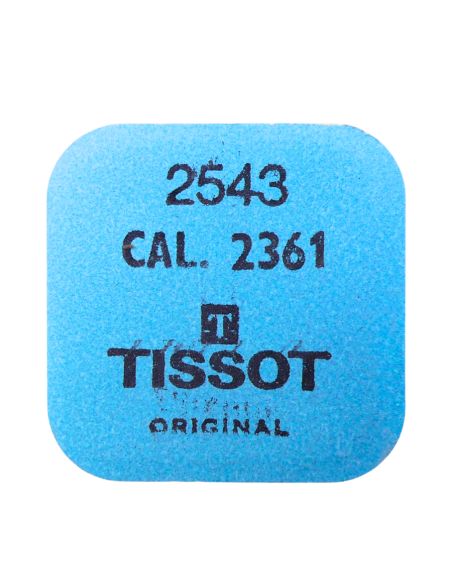 2543
CAL. 2361
T
TISSOT
ORIGINAL